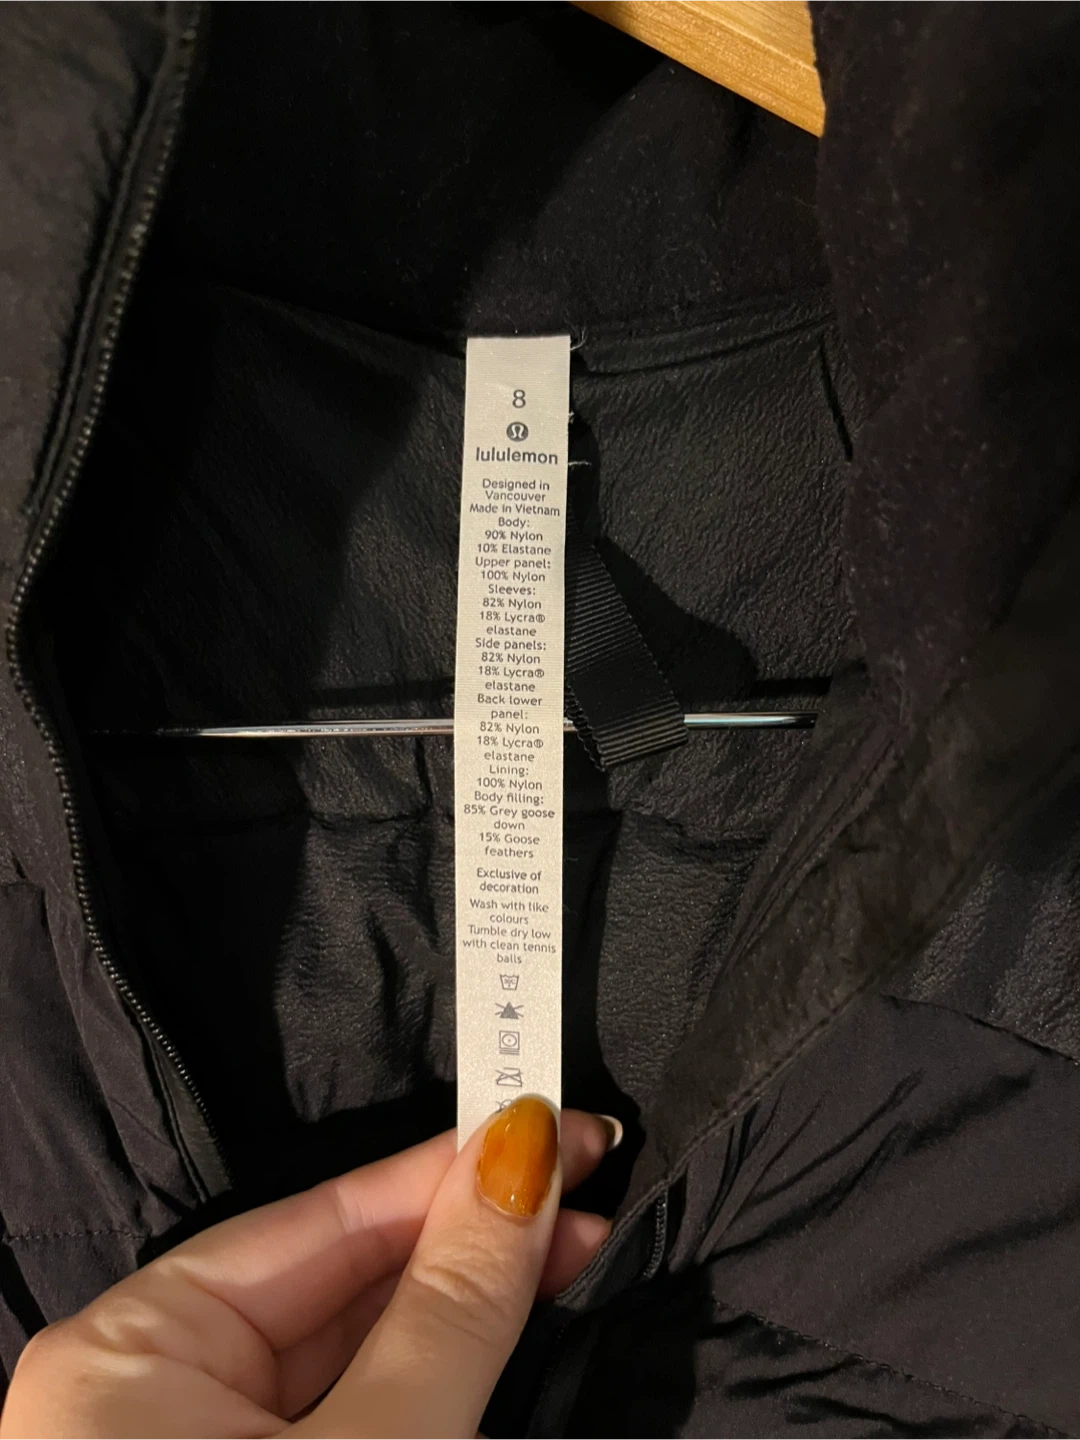 8
lululemon
Designed in
Vancouver
Made in Vietnam
Body:
90% Nylon
10% Elastane
Upper panel:
100% Nylon
Sleeves:
82% Nylon
18% Lycra®
elastane
Side panels:
82% Nylon
18% Lycra®
elastane
Back lower
panel:
82% Nylon
18% Lycra®
elastane
Lining:
100% Nylon
Body filling:
85% Grey goose
down
15% Goose
feathers
Exclusive of
decoration
Wash with like
colours
Tumble dry low
with clean tennis
balls